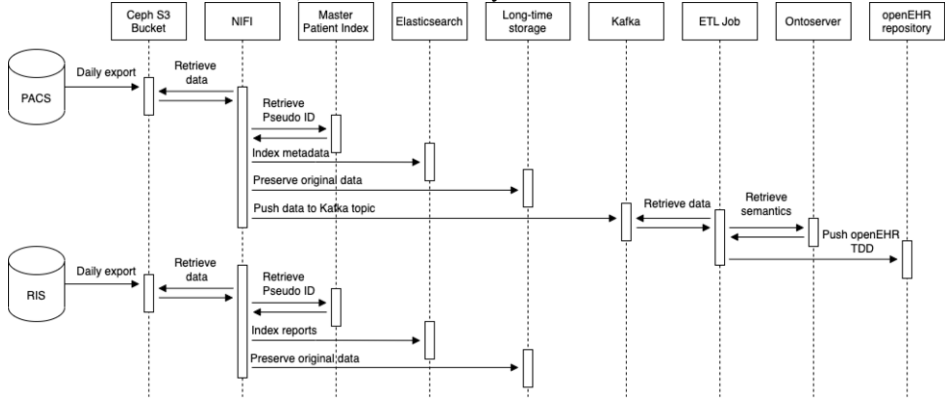 Ceph S3
Bucket
NIFI
Master
Patient Index
Elasticsearch
Long-time
storage
Kafka
ETL Job
Ontoserver
openEHR
repository
PACS
Daily export
Retrieve
data
Retrieve
Pseudo ID
Index metadata
Preserve original data
Push data to Kafka topic
Retrieve data
Retrieve
semantics
Push openEHR
TDD
RIS
Daily export
Retrieve
data
Retrieve
Pseudo ID
Index reports
Preserve original data